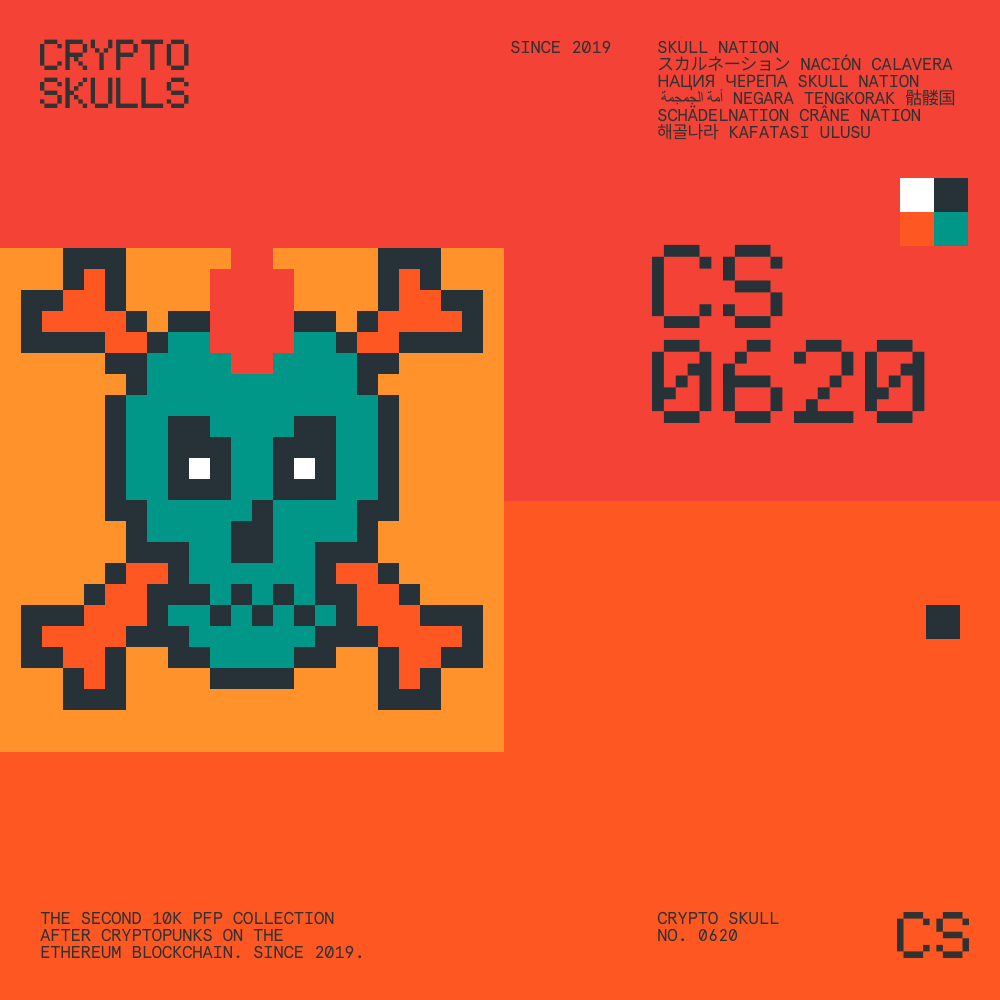 CRYPTO
SKULLS
SINCE 2019
SKULL NATION
スカルネーション NACIÓN CALAVERA
НАЦИЯ ЧЕРЕПА SKULL NATION
أمة الجمجمة NEGARA TENGKORAK 骷髅国
SCHÄDELNATION CRÂNE NATION
해골나라 KAFATASI ULUSU
CS
0620
THE SECOND 10K PFP COLLECTION
AFTER CRYPTOPUNKS ON THE
ETHEREUM BLOCKCHAIN. SINCE 2019.
CRYPTO SKULL
NO. 0620
CS